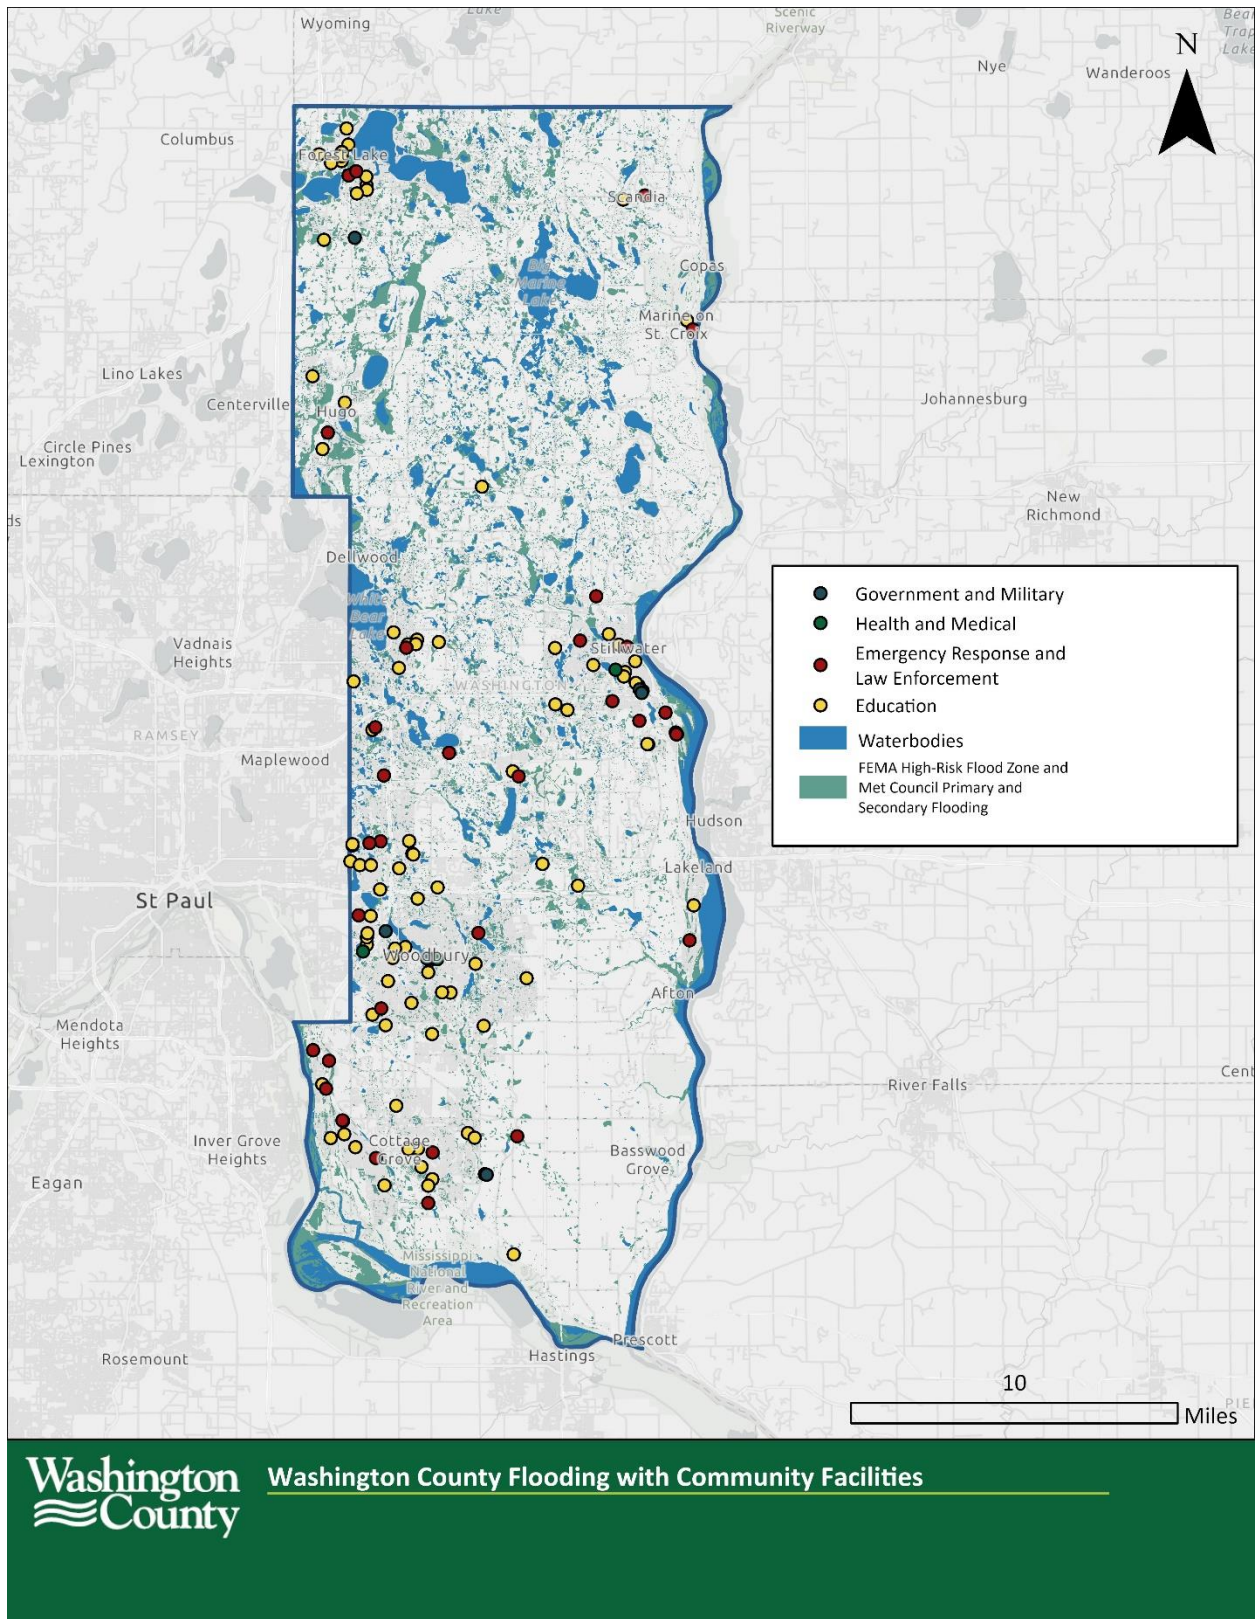 Lake
Wyoming
Scenic
Riverway
Bear
Trap
Lake
N
Nye
Wanderoos
Columbus
Forest Lake
Scandia
Copas
Big
Marine
Lake
Marine on
St. Croix
Lino Lakes
Centerville
Hugo
Johannesburg
Circle Pines
Lexington
New
Richmond
ds
Dellwood
White
Bear
Lake
Vadnais
Heights
Stillwater
WASHINGTON
RAMSEY
Maplewood
Government and Military
Health and Medical
Emergency Response and
Law Enforcement
Education
Waterbodies
FEMA High-Risk Flood Zone and
Met Council Primary and
Secondary Flooding
Hudson
Lakeland
St Paul
Woodbury
Afton
Mendota
Heights
River Falls
Cent
Inver Grove
Heights
Cottage
Grove
Basswood
Grove
Eagan
Mississippi
National
River and
Recreation
Area
Prescott
Hastings
Rosemount
10
Miles
PIE
Washington
County
Washington County Flooding with Community Facilities